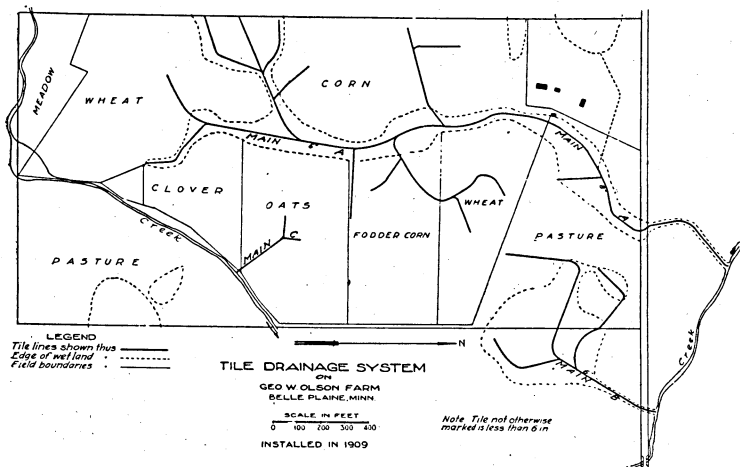 MEADOW
WHEAT
CORN
MAIN
6
A
MAIN
6
A
CLOVER
OATS
WHEAT
MAIN
C
FODDER CORN
PASTURE
Creek
PASTURE
LEGEND
Tile lines shown thus
Edge of wet land "
Field boundaries "
N
TILE DRAINAGE SYSTEM
ON
GEO W. OLSON FARM
BELLE PLAINE, MINN.
SCALE IN FEET
0 100 200 300 400
INSTALLED IN 1909
MAIN
6
B
Creek
Note Tile not otherwise
marked is less than 6 in